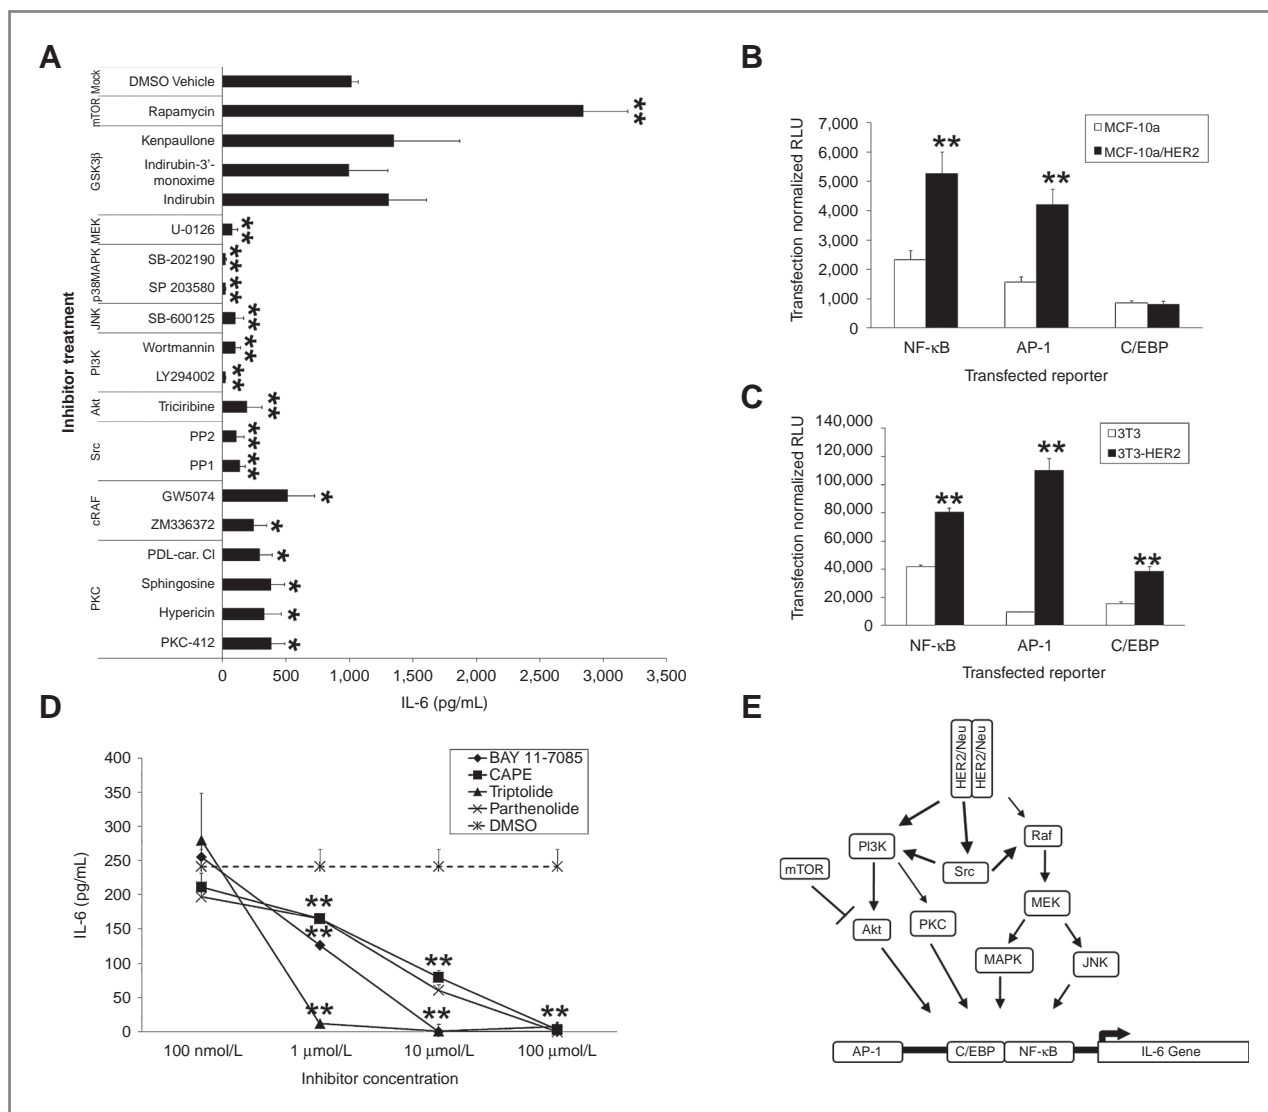 A
Inhibitor treatment
Mock
DMSO Vehicle
mTOR
Rapamycin
**
GSK3β
Kenpaullone
Indirubin-3'-
monoxime
Indirubin
MEK
U-0126
**
p38MAPK
SB-202190
**
SP 203580
**
JNK
SB-600125
**
PI3K
Wortmannin
**
LY294002
**
Akt
Triciribine
**
Src
PP2
**
PP1
**
cRAF
GW5074
*
ZM336372
*
PKC
PDL-car. Cl
*
Sphingosine
*
Hypericin
*
PKC-412
*
0 500 1,000 1,500 2,000 2,500 3,000 3,500
IL-6 (pg/mL)
B
Transfection normalized RLU
7,000
6,000
5,000
4,000
3,000
2,000
1,000
0
MCF-10a
MCF-10a/HER2
**
**
NF-κB AP-1 C/EBP
Transfected reporter
C
Transfection normalized RLU
140,000
120,000
100,000
80,000
60,000
40,000
20,000
0
3T3
3T3-HER2
**
**
**
NF-κB AP-1 C/EBP
Transfected reporter
D
IL-6 (pg/mL)
400
350
300
250
200
150
100
50
0
BAY 11-7085
CAPE
Triptolide
Parthenolide
DMSO
**
**
**
**
**
**
100 nmol/L 1 μmol/L 10 μmol/L 100 μmol/L
Inhibitor concentration
E
HER2/Neu
HER2/Neu
PI3K
Raf
mTOR
Src
MEK
Akt
PKC
MAPK
JNK
AP-1 C/EBP NF-κB IL-6 Gene